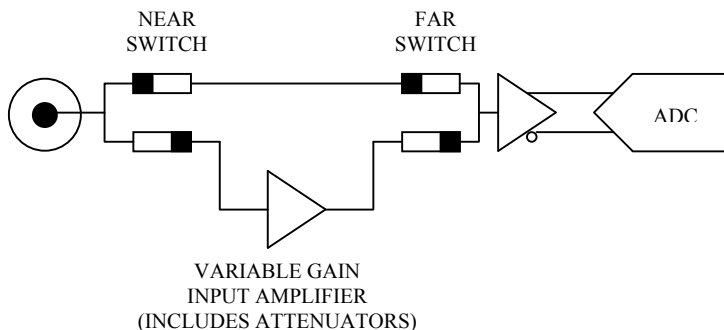 NEAR
SWITCH
FAR
SWITCH
ADC
VARIABLE GAIN
INPUT AMPLIFIER
(INCLUDES ATTENUATORS)